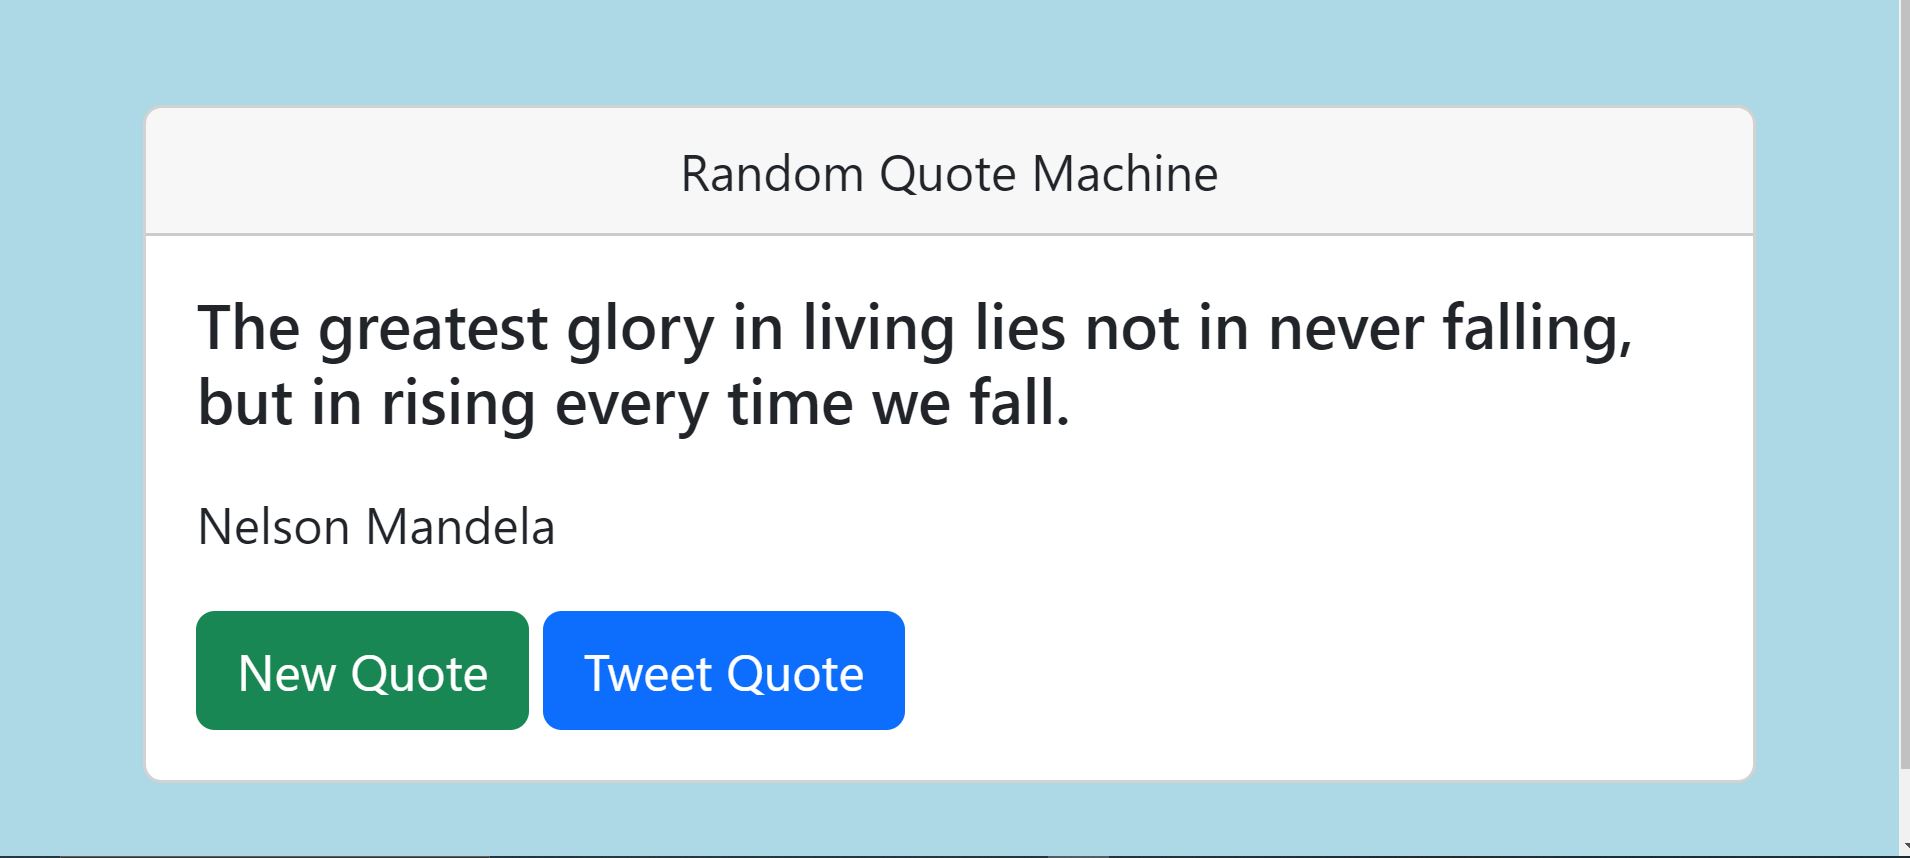 Random Quote Machine
The greatest glory in living lies not in never falling,
but in rising every time we fall.
Nelson Mandela
New Quote
Tweet Quote